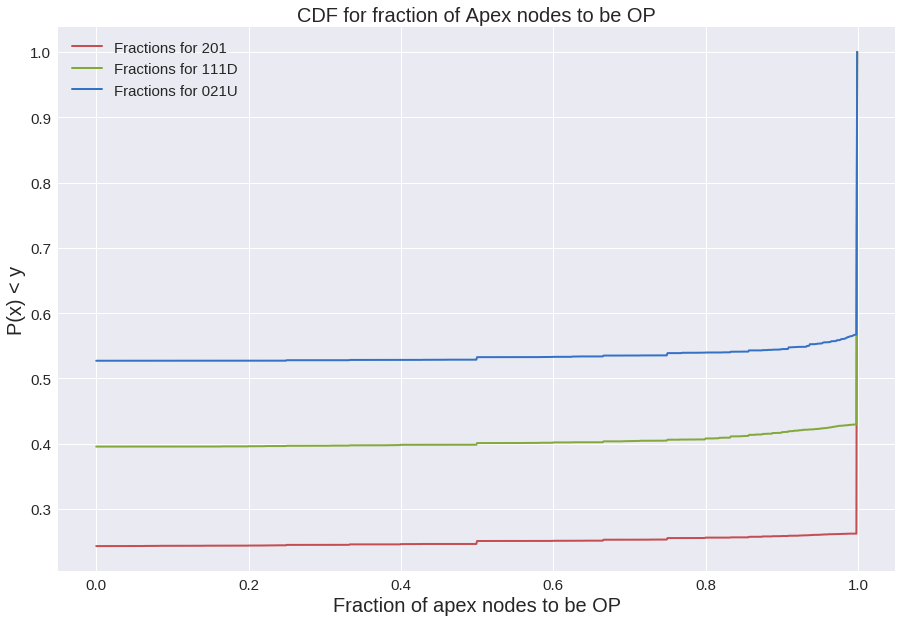 CDF for fraction of Apex nodes to be OP
Fractions for 201
Fractions for 111D
Fractions for 021U
P(x) < y
1.0
0.9
0.8
0.7
0.6
0.5
0.4
0.3
0.0 0.2 0.4 0.6 0.8 1.0
Fraction of apex nodes to be OP